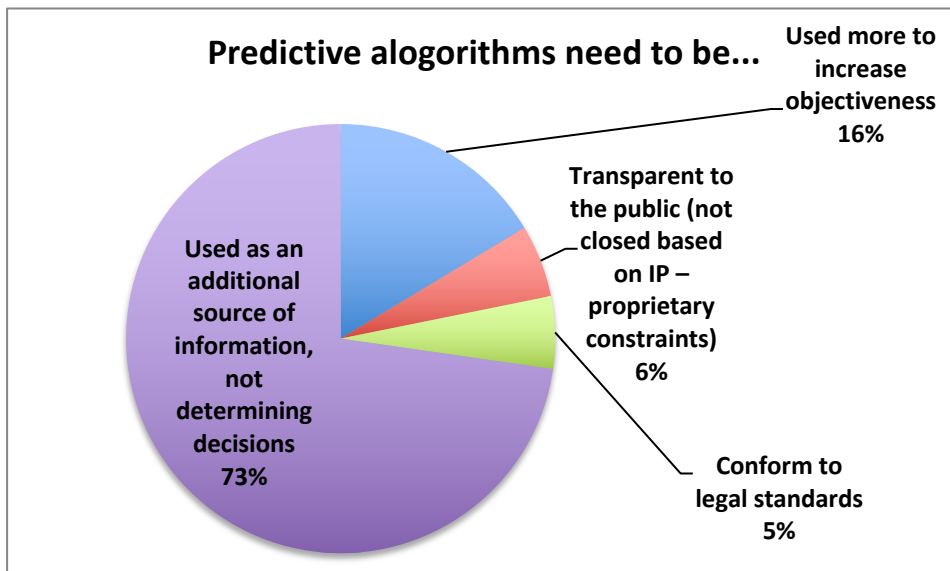 Predictive alogorithms need to be...
Used more to
increase
objectiveness
16%
Transparent to
the public (not
closed based
on IP –
proprietary
constraints)
6%
Conform to
legal standards
5%
Used as an
additional
source of
information,
not
determining
decisions
73%